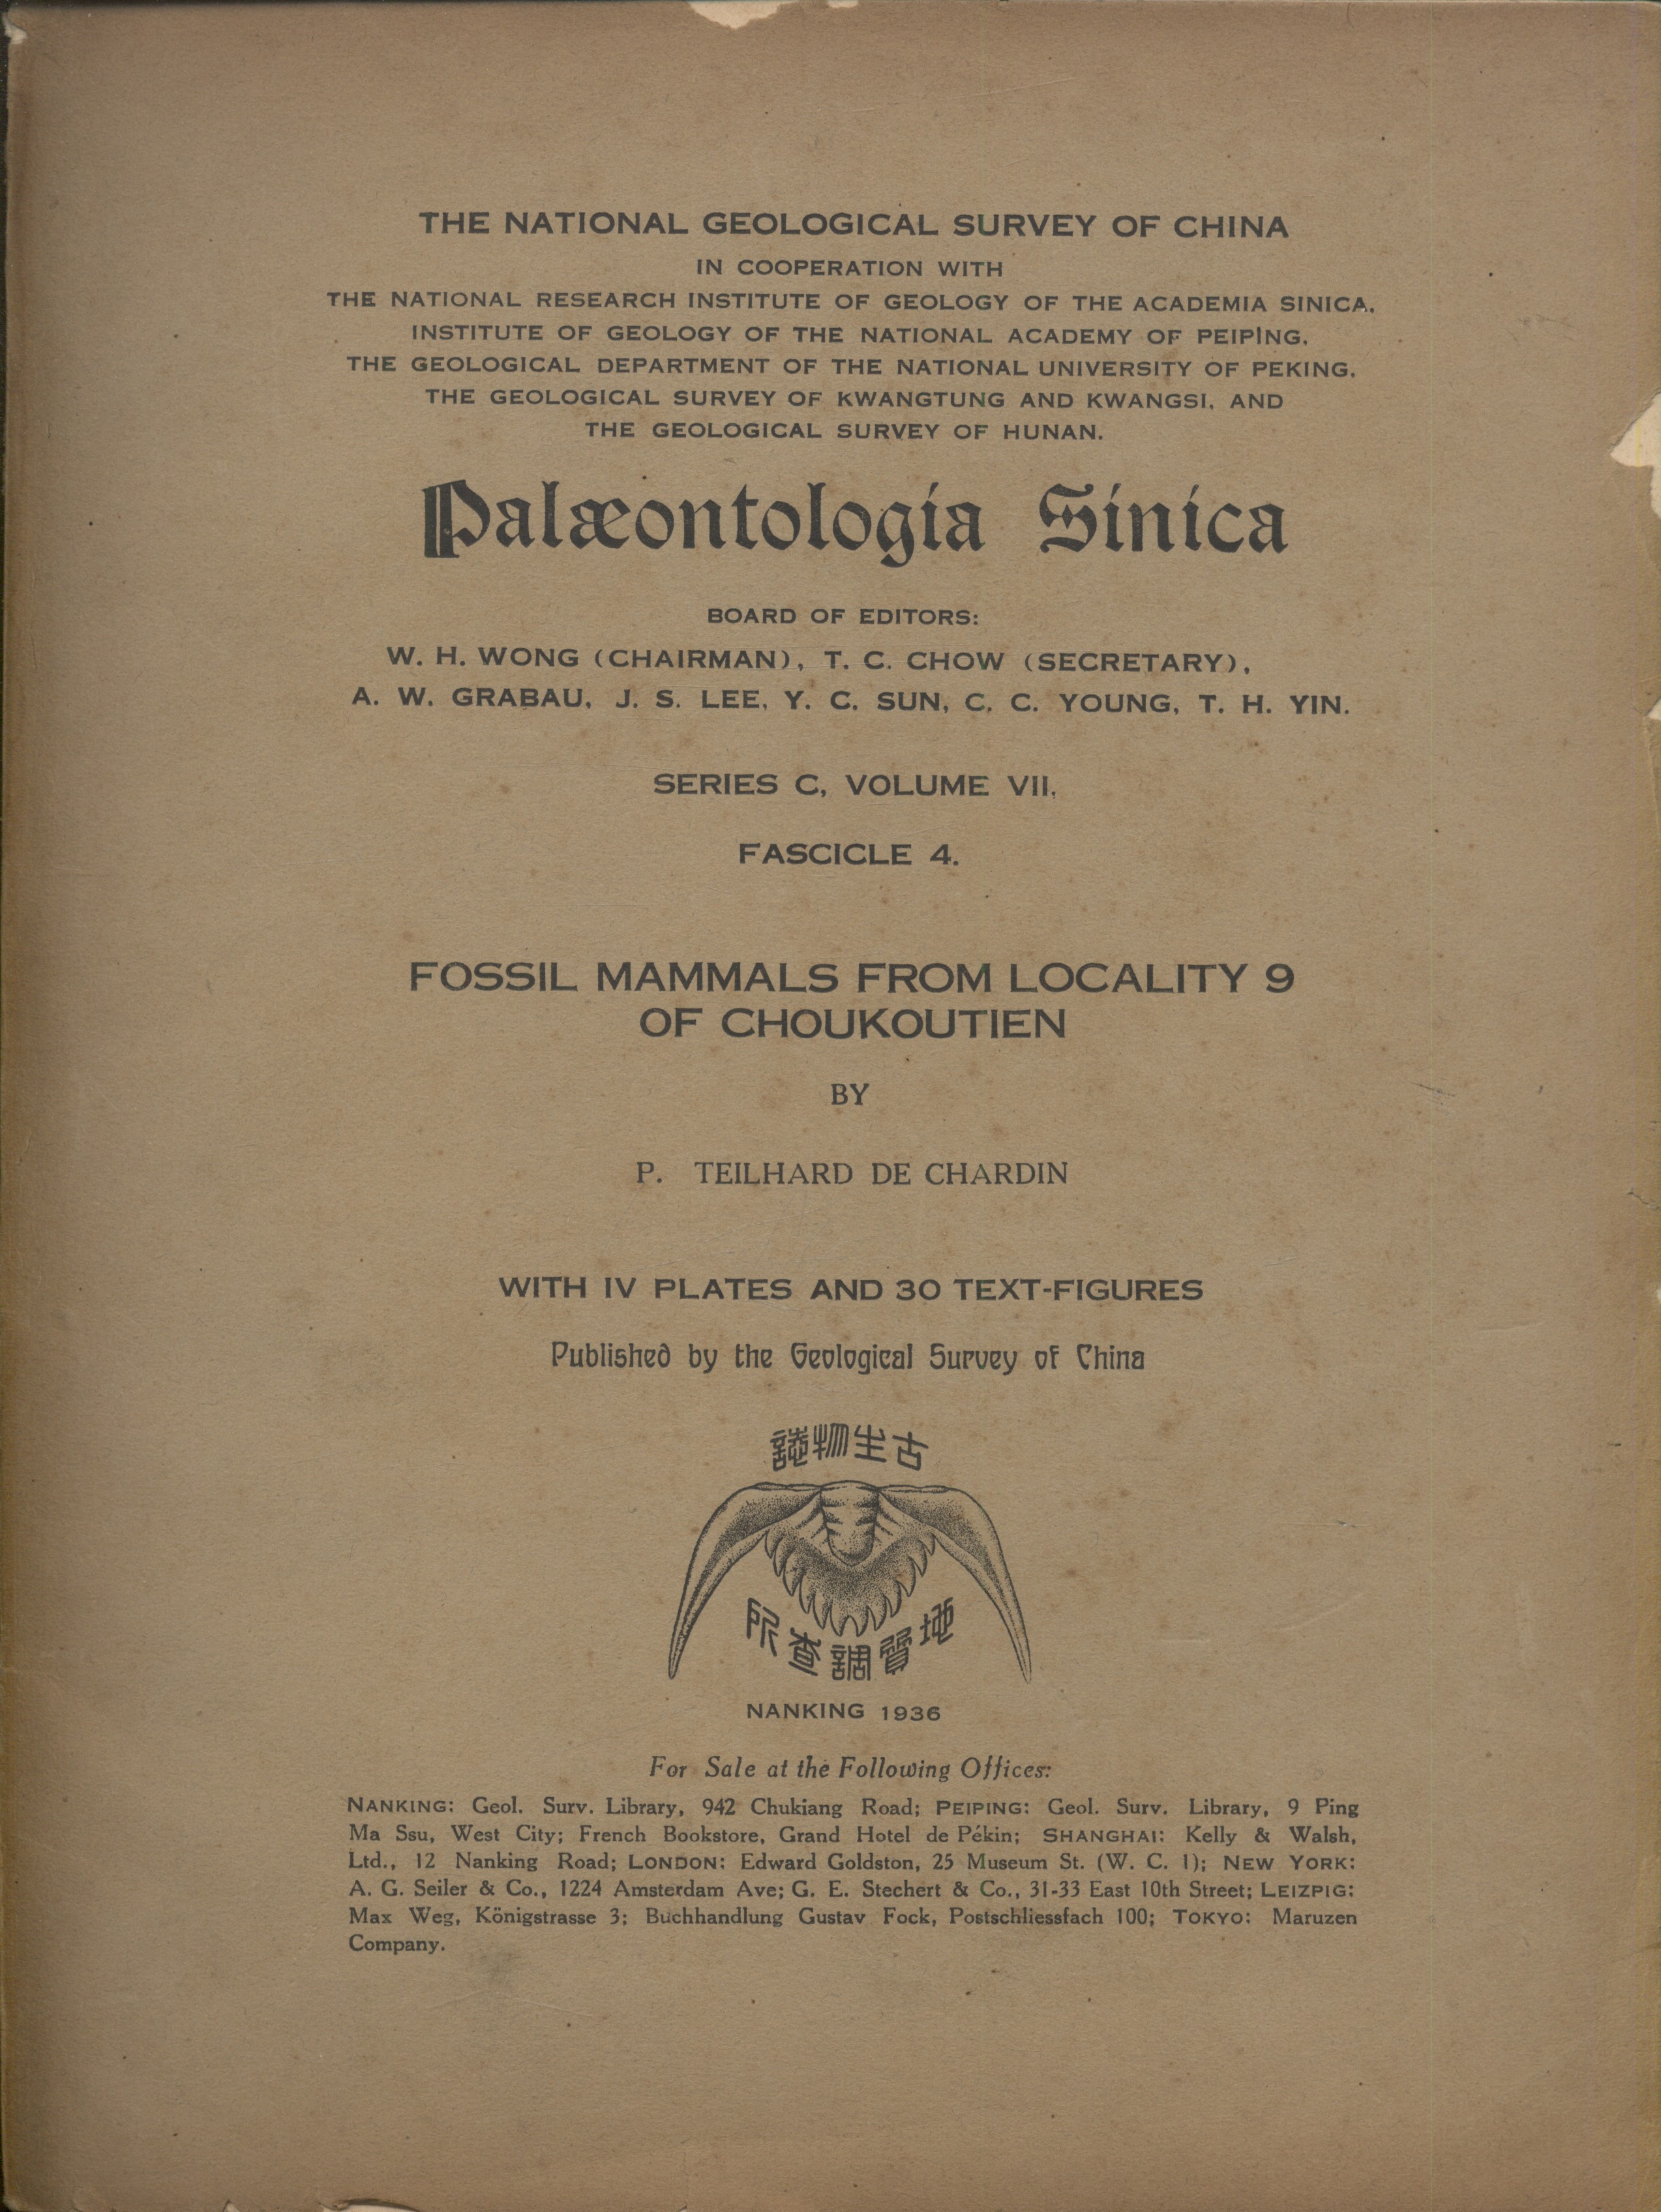 THE NATIONAL GEOLOGICAL SURVEY OF CHINA
IN COOPERATION WITH
THE NATIONAL RESEARCH INSTITUTE OF GEOLOGY OF THE ACADEMIA SINICA.
INSTITUTE OF GEOLOGY OF THE NATIONAL ACADEMY OF PEIPING.
THE GEOLOGICAL DEPARTMENT OF THE NATIONAL UNIVERSITY OF PEKING.
THE GEOLOGICAL SURVEY OF KWANGTUNG AND KWANGSI, AND
THE GEOLOGICAL SURVEY OF HUNAN.
Palæontologia Sinica
BOARD OF EDITORS:
W. H. WONG (CHAIRMAN), T. C. CHOW (SECRETARY),
A. W. GRABAU, J. S. LEE, Y. C. SUN, C. C. YOUNG, T. H. YIN.
SERIES C, VOLUME VII,
FASCICLE 4.
FOSSIL MAMMALS FROM LOCALITY 9
OF CHOUKOUTIEN
BY
P. TEILHARD DE CHARDIN
WITH IV PLATES AND 30 TEXT-FIGURES
Published by the Geological Survey of China
古生物誌
地質調查所
NANKING 1936
For Sale at the Following Offices:
NANKING: Geol. Surv. Library, 942 Chukiang Road; PEIPING: Geol. Surv. Library, 9 Ping
Ma Ssu, West City; French Bookstore, Grand Hotel de Pékin; SHANGHAI: Kelly & Walsh,
Ltd., 12 Nanking Road; LONDON: Edward Goldston, 25 Museum St. (W. C. 1); NEW YORK:
A. G. Seiler & Co., 1224 Amsterdam Ave; G. E. Stechert & Co., 31-33 East 10th Street; LEIZPIG:
Max Weg, Königstrasse 3; Buchhandlung Gustav Fock, Postschliessfach 100; TOKYO: Maruzen
Company.